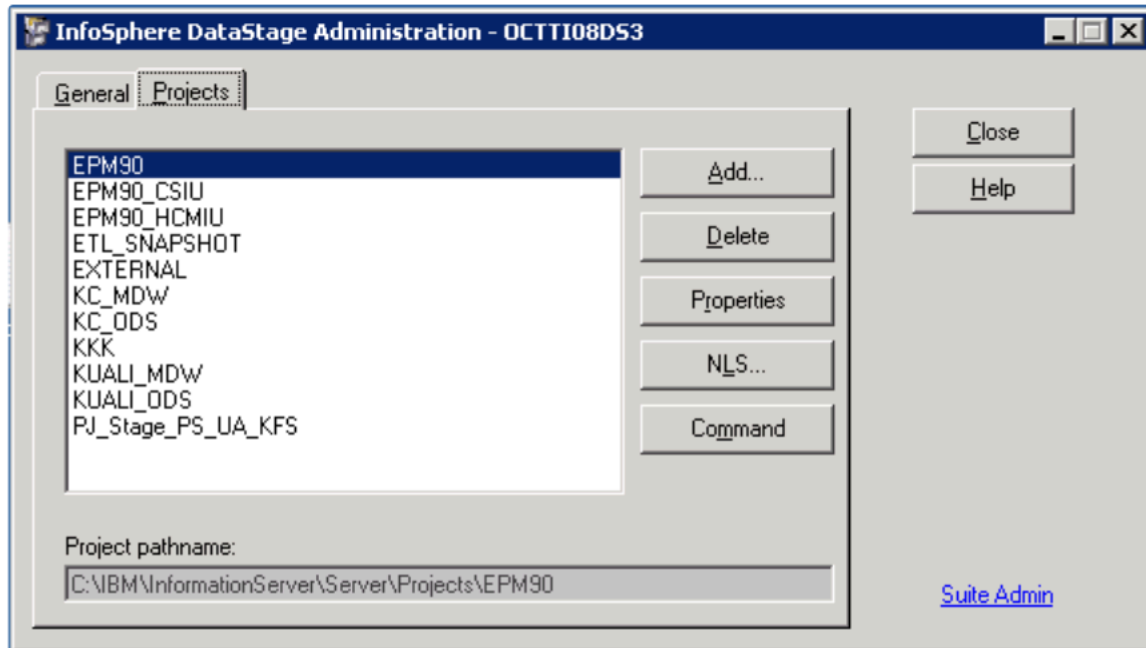 InfoSphere DataStage Administration - OCTTI08DS3
General Projects
EPM90
EPM90_CSIU
EPM90_HCMIU
ETL_SNAPSHOT
EXTERNAL
KC_MDW
KC_ODS
KKK
KUALI_MDW
KUALI_ODS
PJ_Stage_PS_UA_KFS
Add...
Delete
Properties
NLS...
Command
Close
Help
Project pathname:
C:\IBM\InformationServer\Server\Projects\EPM90
Suite Admin